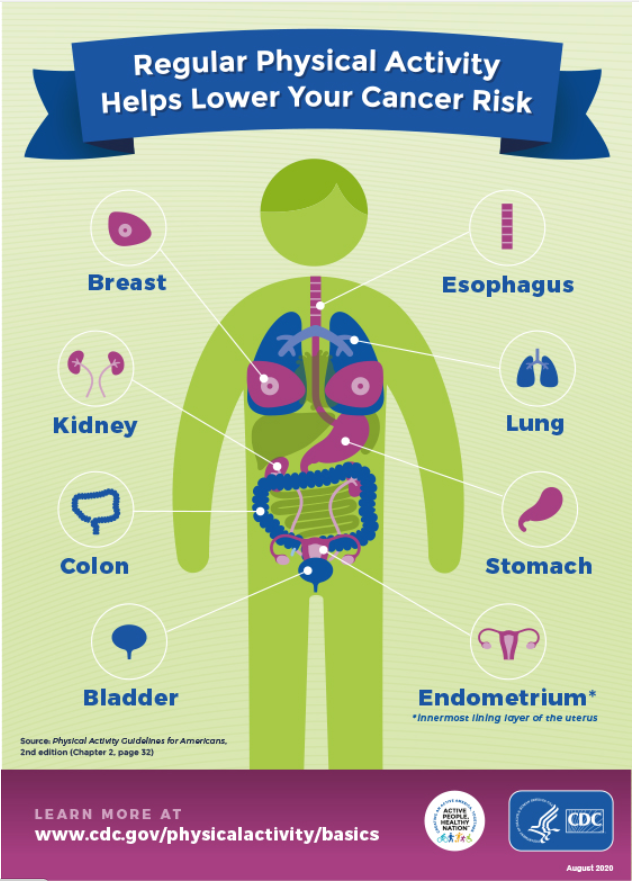 Regular Physical Activity
Helps Lower Your Cancer Risk
Breast
Esophagus
Kidney
Lung
Colon
Stomach
Bladder
Endometrium*
*Innermost lining layer of the uterus
Source: Physical Activity Guidelines for Americans,
2nd edition (Chapter 2, page 32)
LEARN MORE AT
www.cdc.gov/physicalactivity/basics
ACTIVE
PEOPLE,
HEALTHY
NATION™
CDC
August 2020